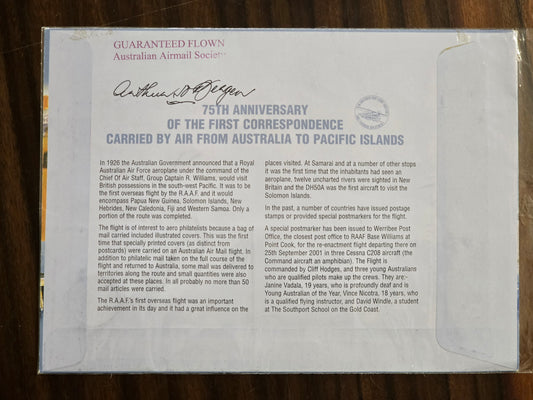 GUARANTEED FLOWN
Australian Airmail Society
75TH ANNIVERSARY
OF THE FIRST CORRESPONDENCE
CARRIED BY AIR FROM AUSTRALIA TO PACIFIC ISLANDS
In 1926 the Australian Government announced that a Royal
Australian Air Force aeroplane under the command of the
Chief Of Air Staff, Group Captain R. Williams, would visit
British possessions in the south-west Pacific. It was to be
the first overseas flight by the R.A.A.F. and it would
encompass Papua New Guinea, Solomon Islands, New
Hebrides, New Caledonia, Fiji and Western Samoa. Only a
portion of the route was completed.
The flight is of interest to aero philatelists because a bag of
mail carried included illustrated covers. This was the first
time that specially printed covers (as distinct from
postcards) were carried on an Australian Air Mail flight. In
addition to philatelic mail taken on the full course of the
flight and returned to Australia, some mail was delivered to
territories along the route and small quantities were also
accepted at these places. In all probably no more than 50
mail articles were carried.
The R.A.A.F.'s first overseas flight was an important
achievement in its day and it had a great influence on the
places visited. At Samarai and at a number of other stops
it was the first time that the inhabitants had seen an
aeroplane. twelve uncharted rivers were sighted in New
Britain and the DH50A was the first aircraft to visit the
Solomon Islands.
In the past, a number of countries have issued postage
stamps or provided special postmarkers for the flight.
A special postmarker has been issued to Werribee Post
Office, the closest post office to RAAF Base Williams at
Point Cook, for the re-enactment flight departing there on
25th September 2001 in three Cessna C208 aircraft (the
Command aircraft an amphibian). The Flight is
commanded by Cliff Hodges, and three young Australians
who are qualified pilots make up the crews. They are:-
Janine Vadala, 19 years, who is profoundly deaf and is
Young Australian of the Year, Vince Nicotra, 18 years, who
is a qualified flying instructor, and David Windle, a student
at The Southport School on the Gold Coast.